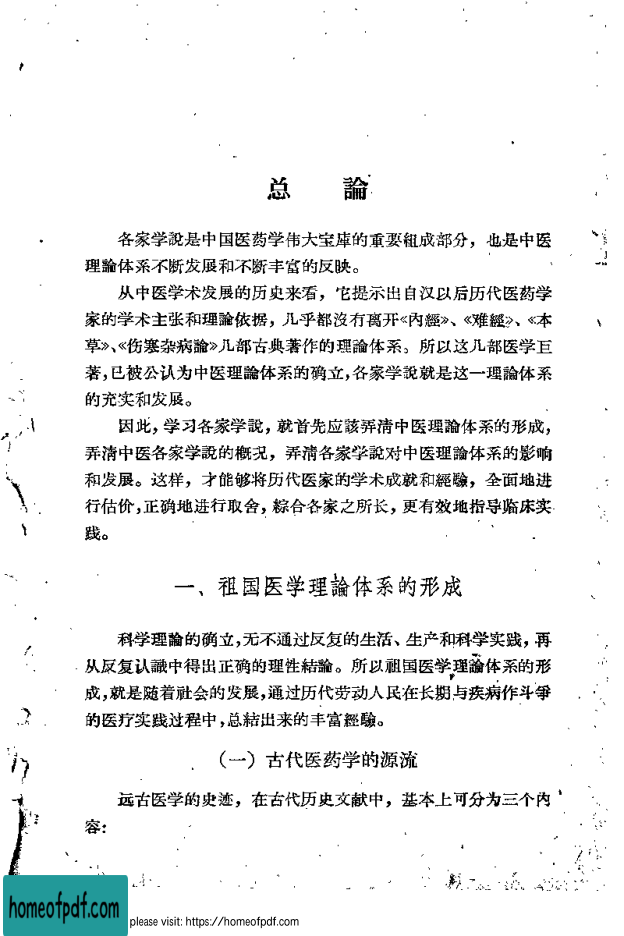 总 論
各家学說是中国医药学伟大宝庫的重要組成部分，也是中医
理論体系不断发展和不断丰富的反映。
从中医学术发展的历史来看，它提示出自汉以后历代医药学
家的学术主张和理論依据，几乎都沒有离开《內經》、《难經》、《本
草》、《伤寒杂病論》几部古典著作的理論体系。所以这几部医学巨
著，已被公认为中医理論体系的确立，各家学說就是这一理論体系
的充实和发展。
因此，学习各家学說，就首先应該弄清中医理論体系的形成，
弄清中医各家学說的概况，弄清各家学說对中医理論体系的影响
和发展。这样，才能够将历代医家的学术成就和經驗，全面地进
行估价，正确地进行取舍，綜合各家之所长，更有效地指导临床实
践。
一、祖国医学理論体系的形成
科学理論的确立，无不通过反复的生活、生产和科学实践，再
从反复认識中得出正确的理性結論。所以祖国医学理論体系的形
成，就是随着社会的发展，通过历代劳动人民在长期与疾病作斗爭
的医疗实践过程中，总結出来的丰富經驗。
（一）古代医药学的源流
远古医学的史迹，在古代历史文献中，基本上可分为三个內
容：
homeofpdf.com
please visit: https://homeofpdf.com